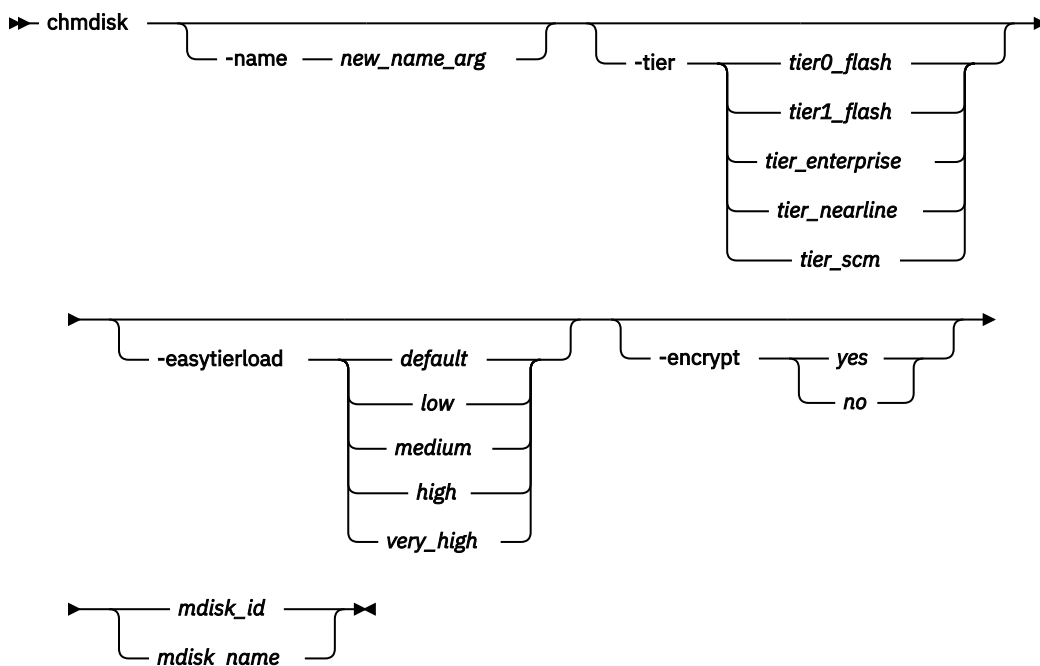 chmdisk
-name new_name_arg
-tier tier0_flash
tier1_flash
tier_enterprise
tier_nearline
tier_scm
-easytierload default
low
medium
high
very_high
-encrypt yes
no
mdisk_id
mdisk_name